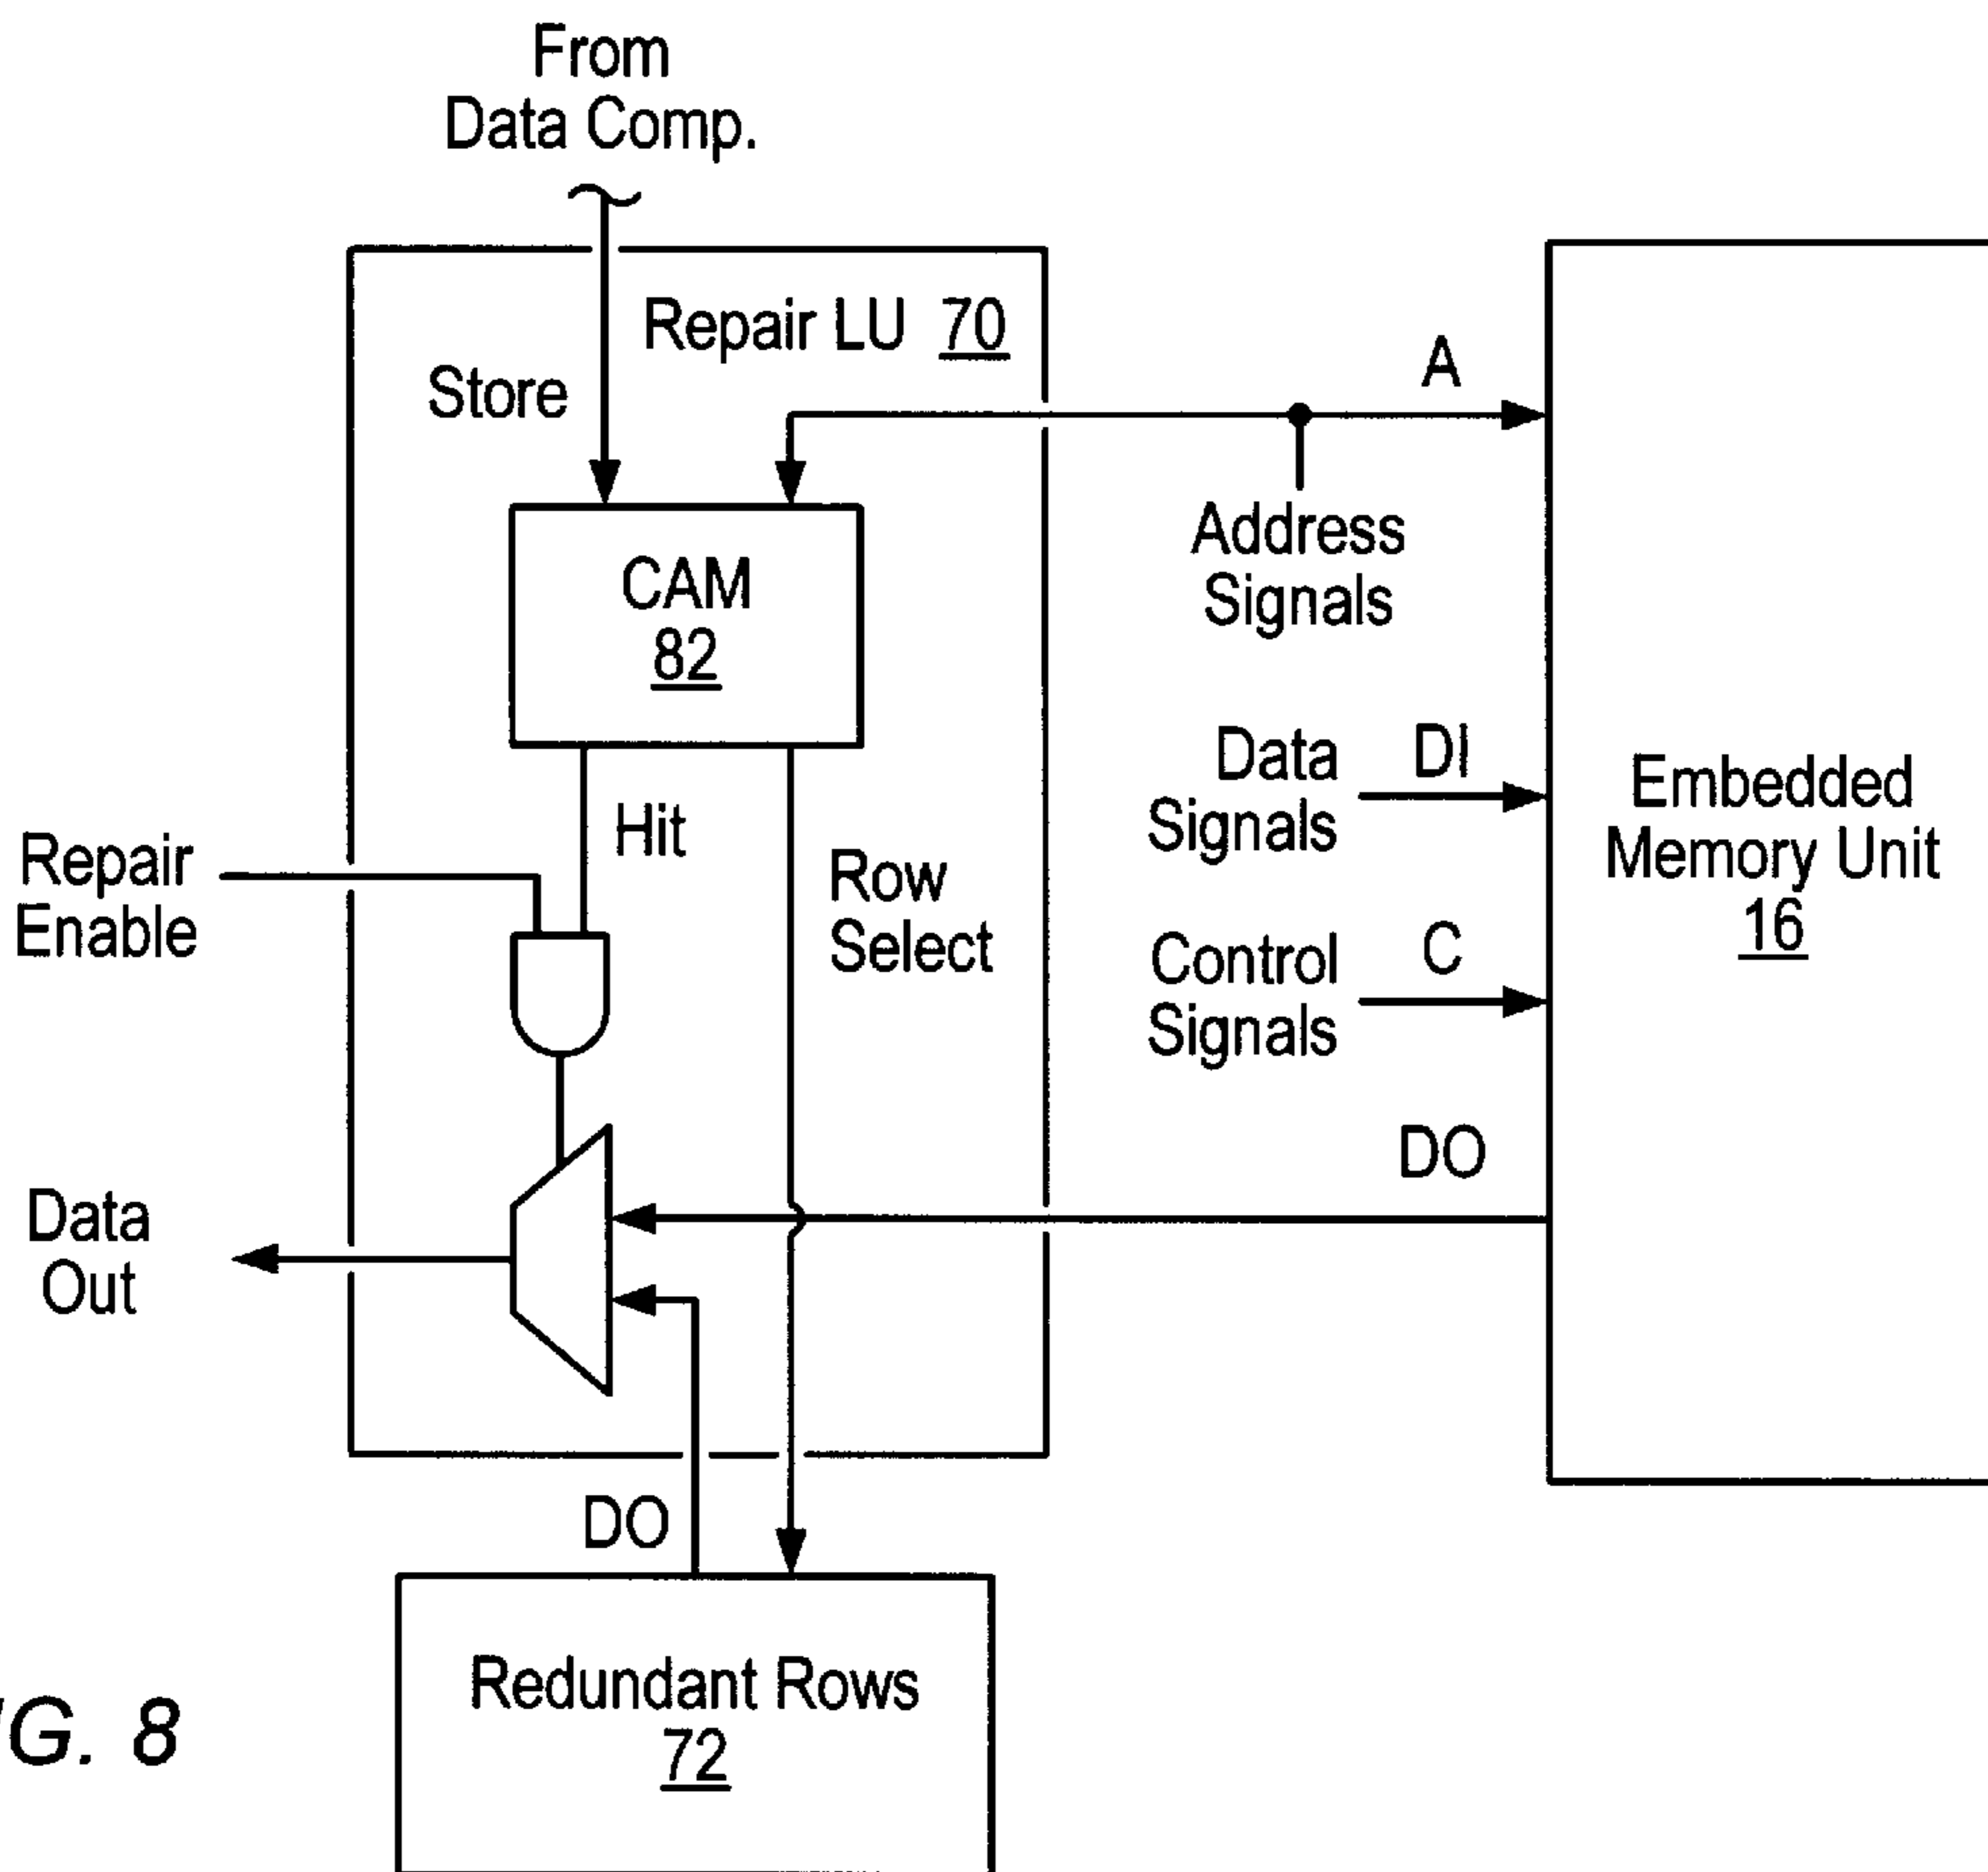 From
Data Comp.
Repair LU 70
Store
A
CAM
82
Address
Signals
Data
Signals
DI
Embedded
Memory Unit
16
Hit
Repair
Enable
Row
Select
Control
Signals
C
DO
Data
Out
DO
Redundant Rows
72
G. 8